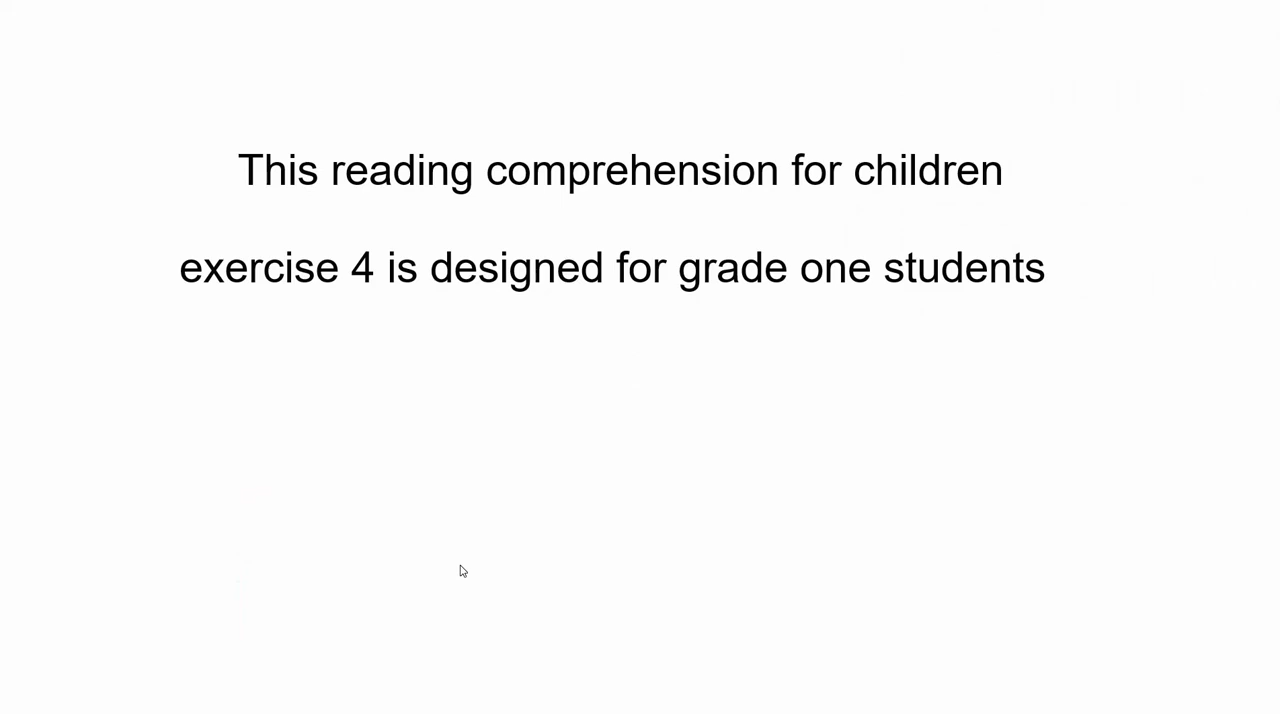 This reading comprehension for children
exercise 4 is designed for grade one students